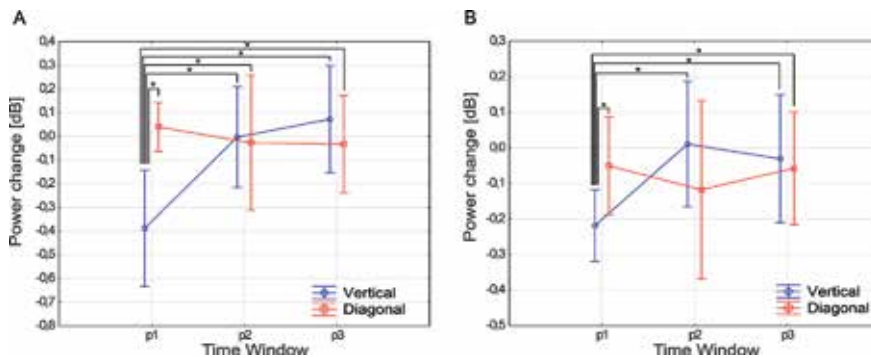 A
Power change [dB]
0,4
0,3
0,2
0,1
0,0
-0,1
-0,2
-0,3
-0,4
-0,5
-0,6
-0,7
-0,8
* * * * *
Vertical
Diagonal
p1 p2 p3
Time Window
B
Power change [dB]
0,3
0,2
0,1
0,0
-0,1
-0,2
-0,3
-0,4
-0,5
* * * *
Vertical
Diagonal
p1 p2 p3
Time Window